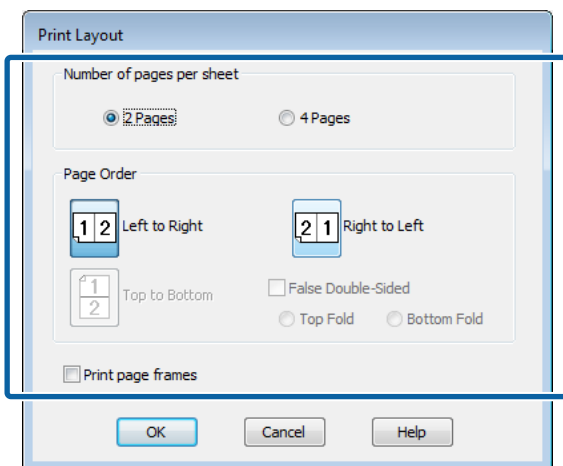 Print Layout
Number of pages per sheet
2 Pages 4 Pages
Page Order
1 2 Left to Right 2 1 Right to Left
1
2 Top to Bottom False Double-Sided
Top Fold Bottom Fold
Print page frames
OK Cancel Help